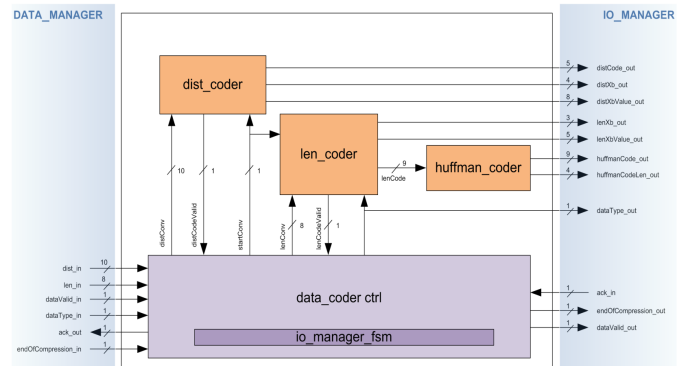 DATA_MANAGER
IO_MANAGER
dist_coder
5
distCode_out
4
distXb_out
8
distXbValue_out
3
lenXb_out
5
lenXbValue_out
len_coder
9
lenCode
huffman_coder
9
huffmanCode_out
4
huffmanCodeLen_out
10
1
1
distConv
distCodeValid
startConv
lenConv
8
lenCodeValid
1
1
dataType_out
dist_in
10
len_in
8
dataValid_in
1
dataType_in
1
ack_out
1
endOfCompression_in
1
data_coder ctrl
io_manager_fsm
1
ack_in
1
endOfCompression_out
1
dataValid_out